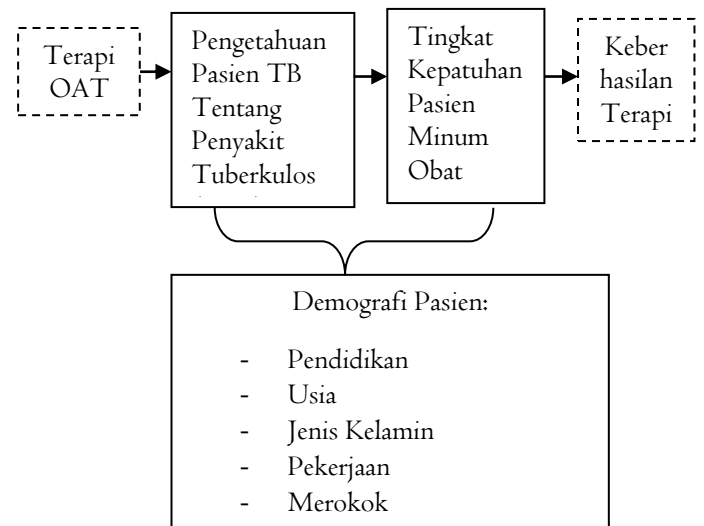 Terapi
OAT
Pengetahuan
Pasien TB
Tentang
Penyakit
Tuberkulos
Tingkat
Kepatuhan
Pasien
Minum
Obat
Keber
hasilan
Terapi
Demografi Pasien:
- Pendidikan
- Usia
- Jenis Kelamin
- Pekerjaan
- Merokok